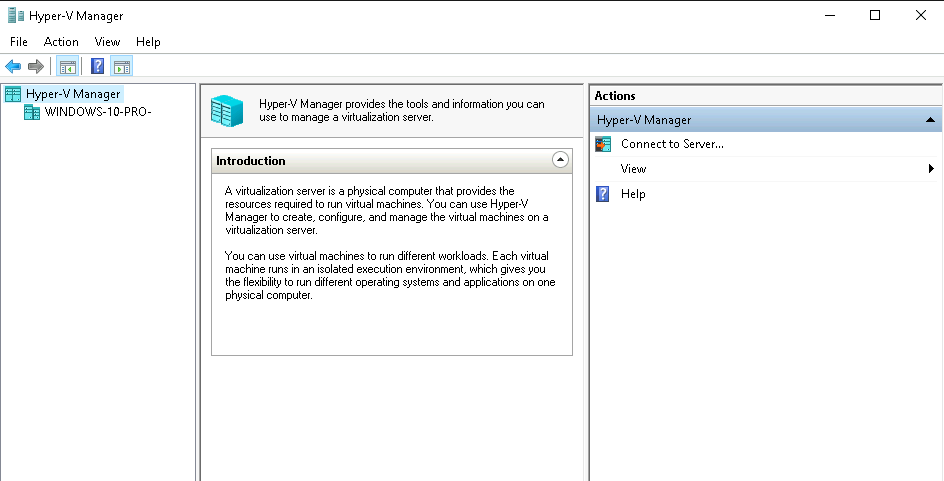 Hyper-V Manager
File Action View Help
Hyper-V Manager
WINDOWS-10-PRO-
Hyper-V Manager provides the tools and information you can
use to manage a virtualization server.
Introduction
A virtualization server is a physical computer that provides the
resources required to run virtual machines. You can use Hyper-V
Manager to create, configure, and manage the virtual machines on a
virtualization server.
You can use virtual machines to run different workloads. Each virtual
machine runs in an isolated execution environment, which gives you
the flexibility to run different operating systems and applications on one
physical computer.
Actions
Hyper-V Manager
Connect to Server...
View
Help